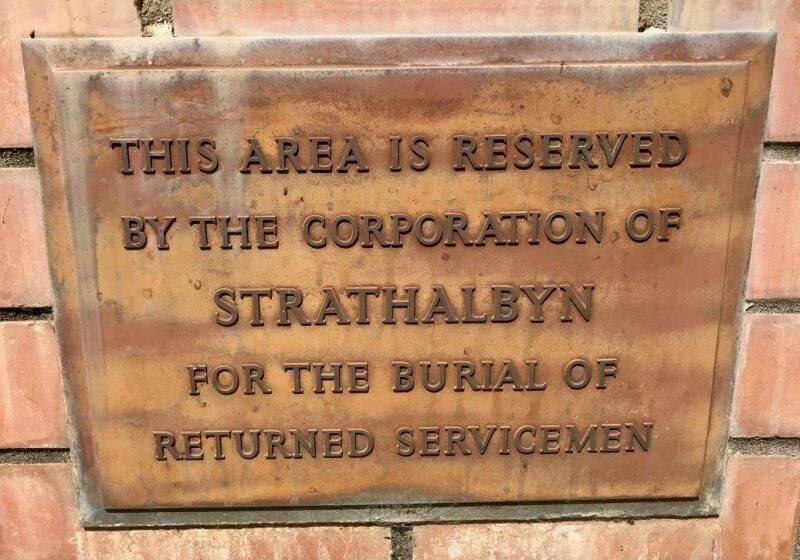 THIS AREA IS RESERVED
BY THE CORPORATION OF
STRATHALBYN
FOR THE BURIAL OF
RETURNED SERVICEMEN